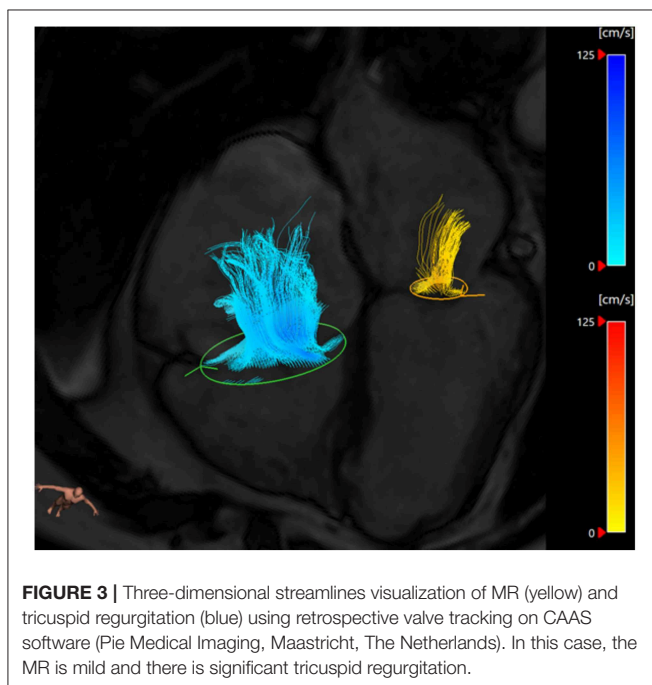 [cm/s]
125
0
[cm/s]
125
0
FIGURE 3 | Three-dimensional streamlines visualization of MR (yellow) and
tricuspid regurgitation (blue) using retrospective valve tracking on CAAS
software (Pie Medical Imaging, Maastricht, The Netherlands). In this case, the
MR is mild and there is significant tricuspid regurgitation.